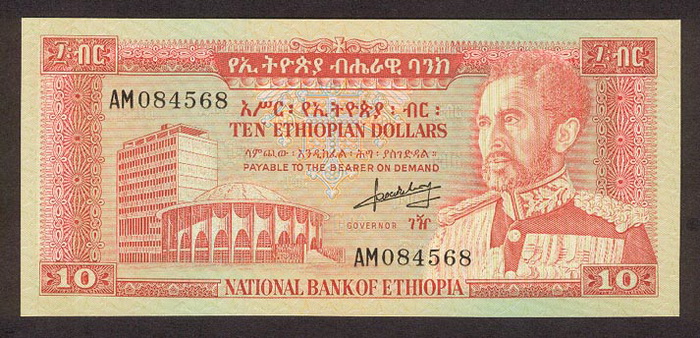 ፲ ብር
የኢትዮጵያ ብሔራዊ ባንክ
፲ ብር
AM084568
አሥር፡ የኢትዮጵያ፡ ብር፡
TEN ETHIOPIAN DOLLARS
ላምጪው፡ እንዲከፈል፡ ሕግ፡ ያስገድዳል።
PAYABLE TO THE BEARER ON DEMAND
GOVERNOR ገዥ
AM084568
10
NATIONAL BANK OF ETHIOPIA
10